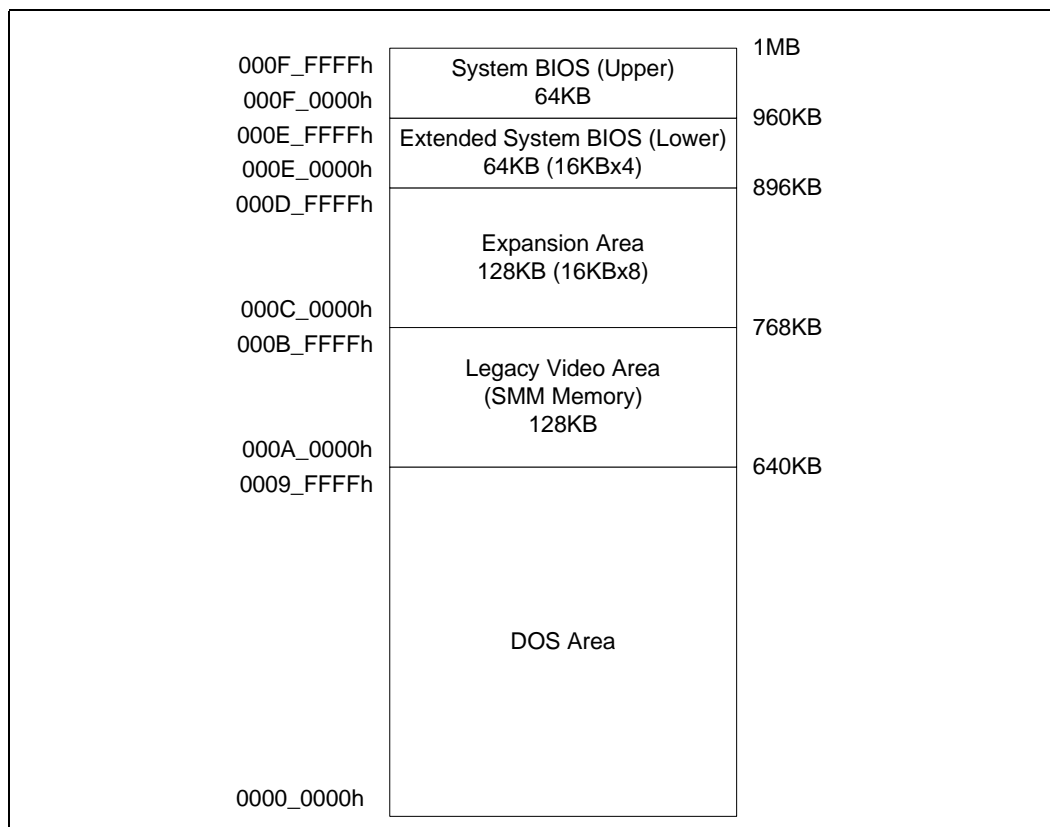 1MB
000F_FFFFh
System BIOS (Upper)
64KB
000F_0000h
960KB
000E_FFFFh
Extended System BIOS (Lower)
64KB (16KBx4)
000E_0000h
896KB
000D_FFFFh
Expansion Area
128KB (16KBx8)
000C_0000h
768KB
000B_FFFFh
Legacy Video Area
(SMM Memory)
128KB
000A_0000h
640KB
0009_FFFFh
DOS Area
0000_0000h